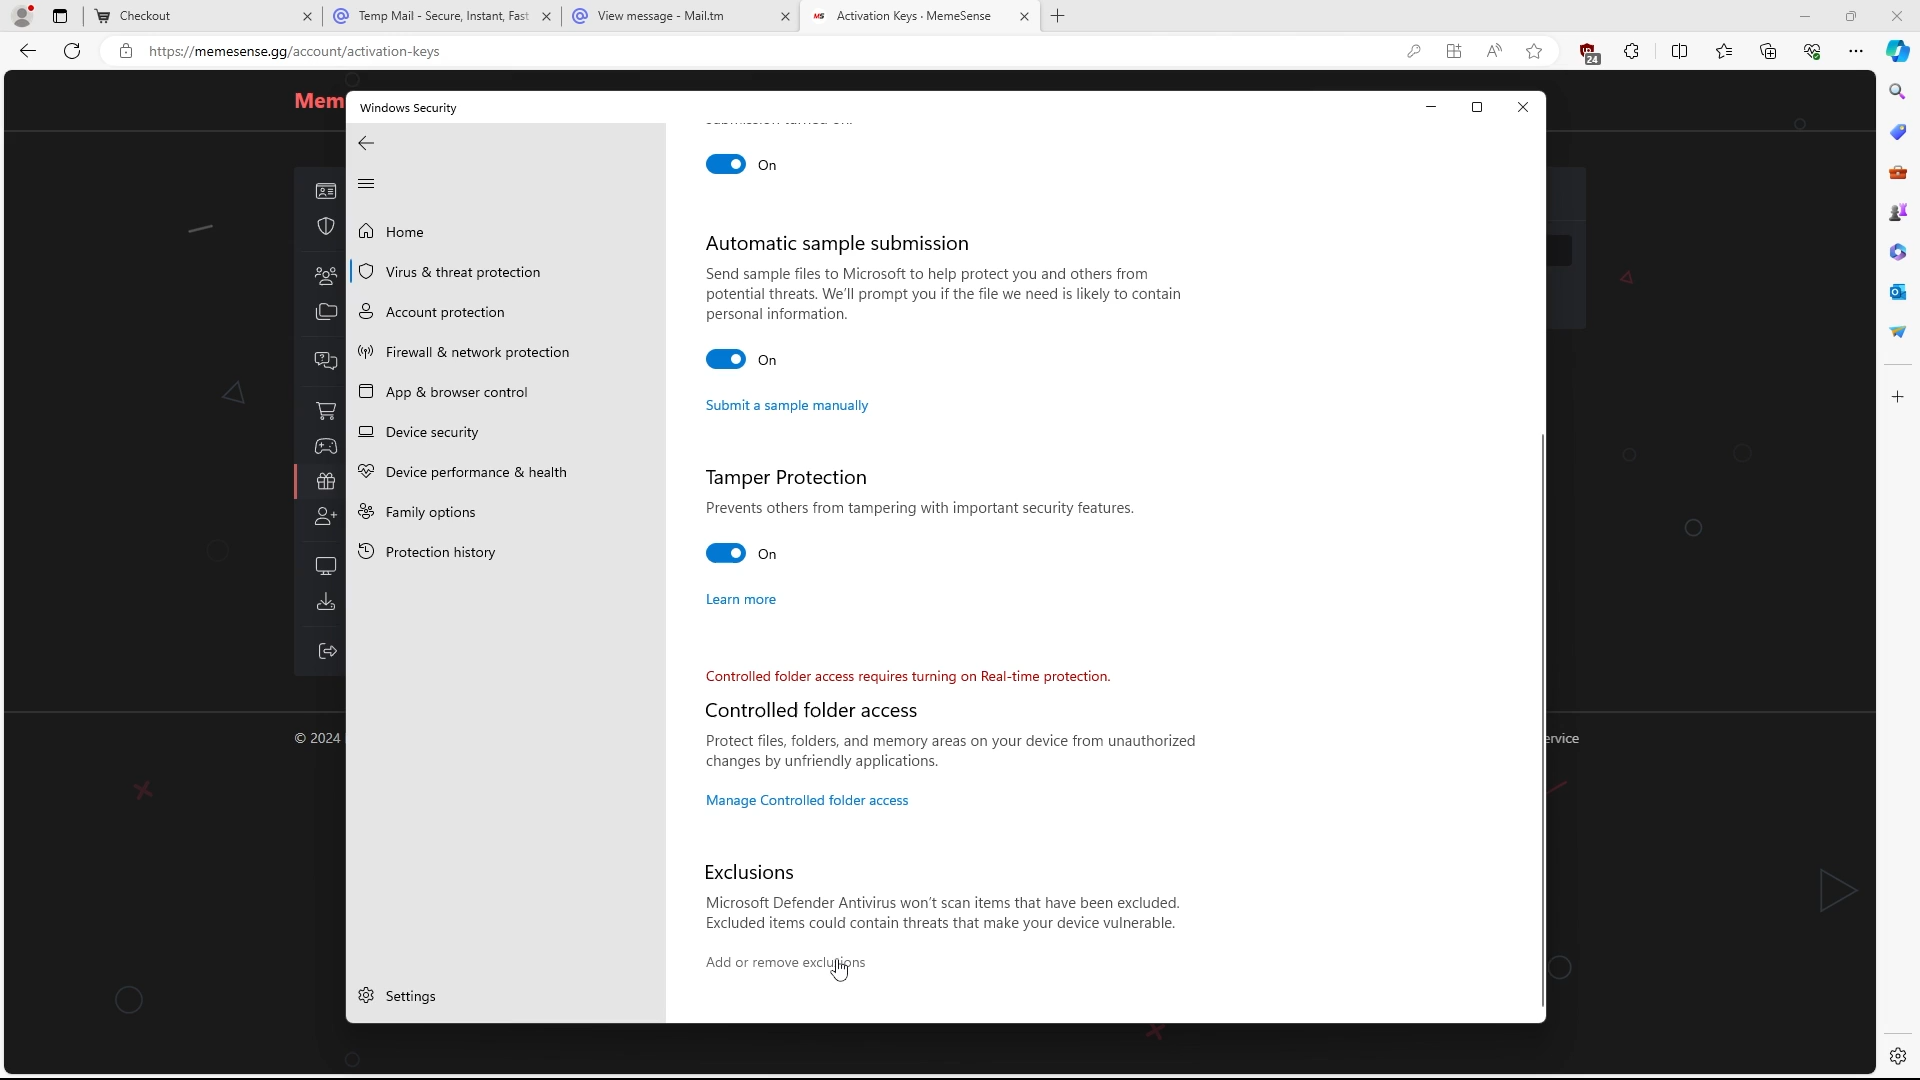 Checkout
Temp Mail - Secure, Instant, Fast
View message - Mail.tm
MS Activation Keys · MemeSense
https://memesense.gg/account/activation-keys
24
Mem
Windows Security
On
Home
Virus & threat protection
Account protection
Firewall & network protection
App & browser control
Device security
Device performance & health
Family options
Protection history
Settings
Automatic sample submission
Send sample files to Microsoft to help protect you and others from
potential threats. We'll prompt you if the file we need is likely to contain
personal information.
On
Submit a sample manually
Tamper Protection
Prevents others from tampering with important security features.
On
Learn more
Controlled folder access requires turning on Real-time protection.
Controlled folder access
Protect files, folders, and memory areas on your device from unauthorized
changes by unfriendly applications.
Manage Controlled folder access
Exclusions
Microsoft Defender Antivirus won't scan items that have been excluded.
Excluded items could contain threats that make your device vulnerable.
Add or remove exclusions
© 2024
ervice